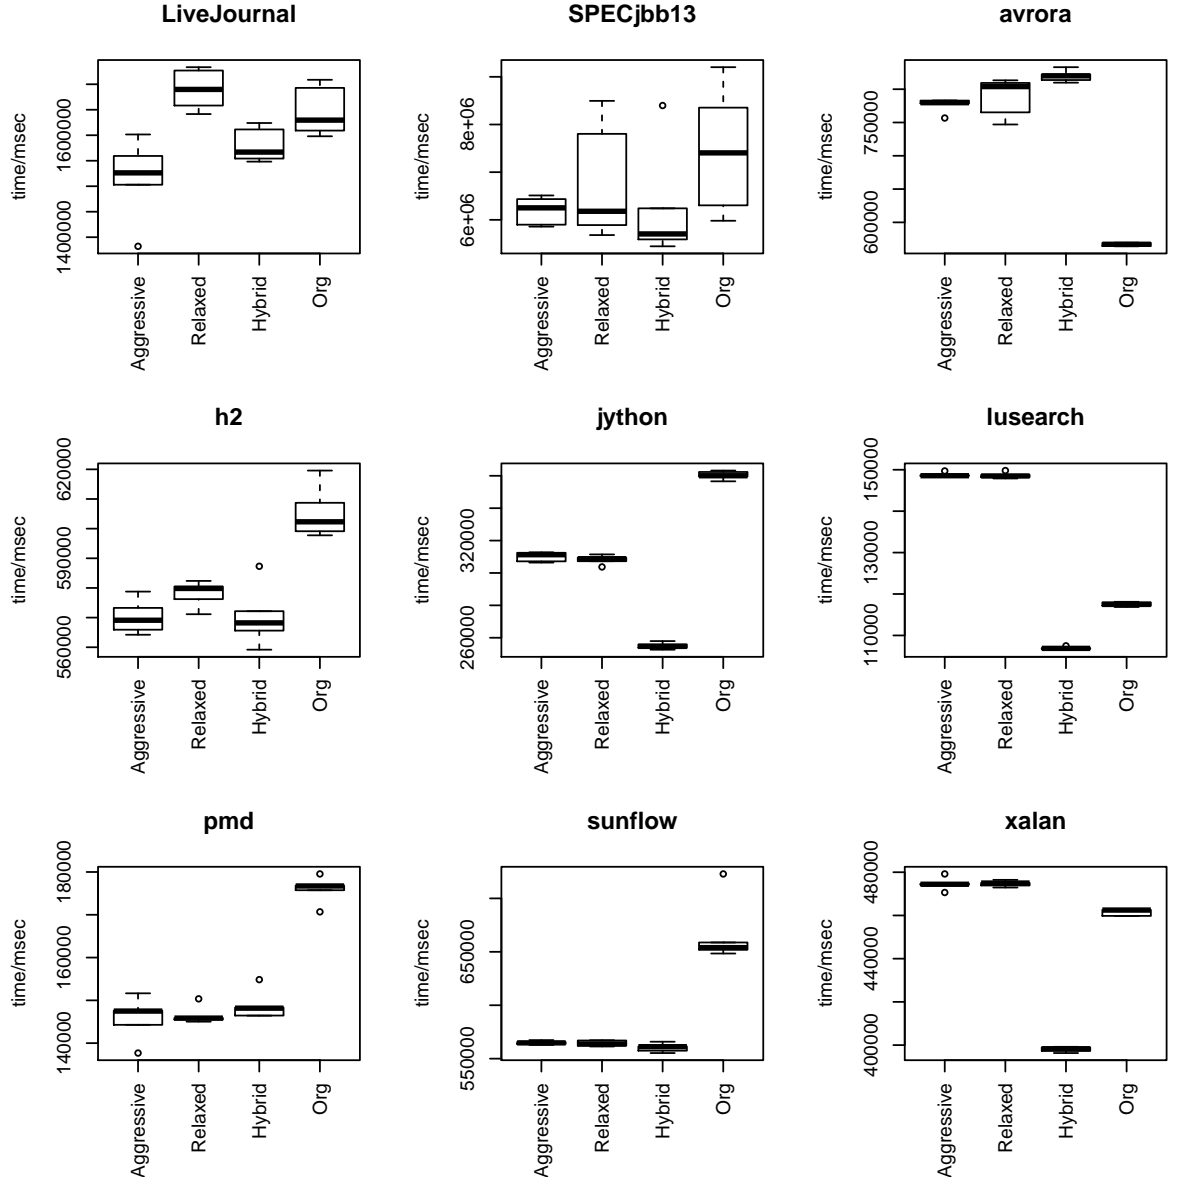 LiveJournal
time/msec
1400000
1600000
Aggressive
Relaxed
Hybrid
Org
SPECjbb13
time/msec
6e+06
8e+06
Aggressive
Relaxed
Hybrid
Org
avrora
time/msec
600000
750000
Aggressive
Relaxed
Hybrid
Org
h2
time/msec
560000
590000
620000
Aggressive
Relaxed
Hybrid
Org
jython
time/msec
260000
320000
Aggressive
Relaxed
Hybrid
Org
lusearch
time/msec
110000
130000
150000
Aggressive
Relaxed
Hybrid
Org
pmd
time/msec
140000
160000
180000
Aggressive
Relaxed
Hybrid
Org
sunflow
time/msec
550000
650000
Aggressive
Relaxed
Hybrid
Org
xalan
time/msec
400000
440000
480000
Aggressive
Relaxed
Hybrid
Org